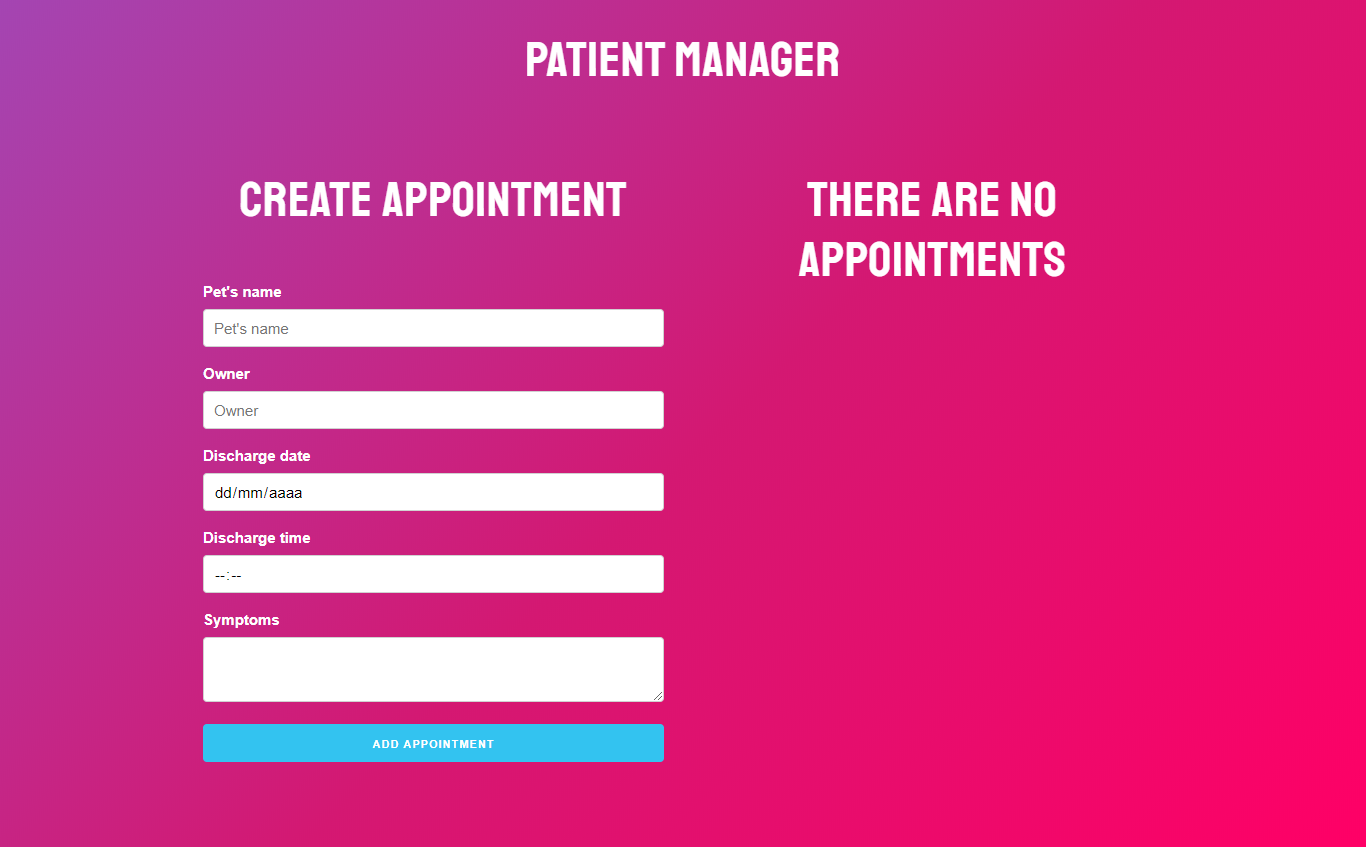 PATIENT MANAGER
CREATE APPOINTMENT
Pet's name
Pet's name
Owner
Owner
Discharge date
dd/mm/aaaa
Discharge time
--:--
Symptoms
ADD APPOINTMENT
THERE ARE NO
APPOINTMENTS